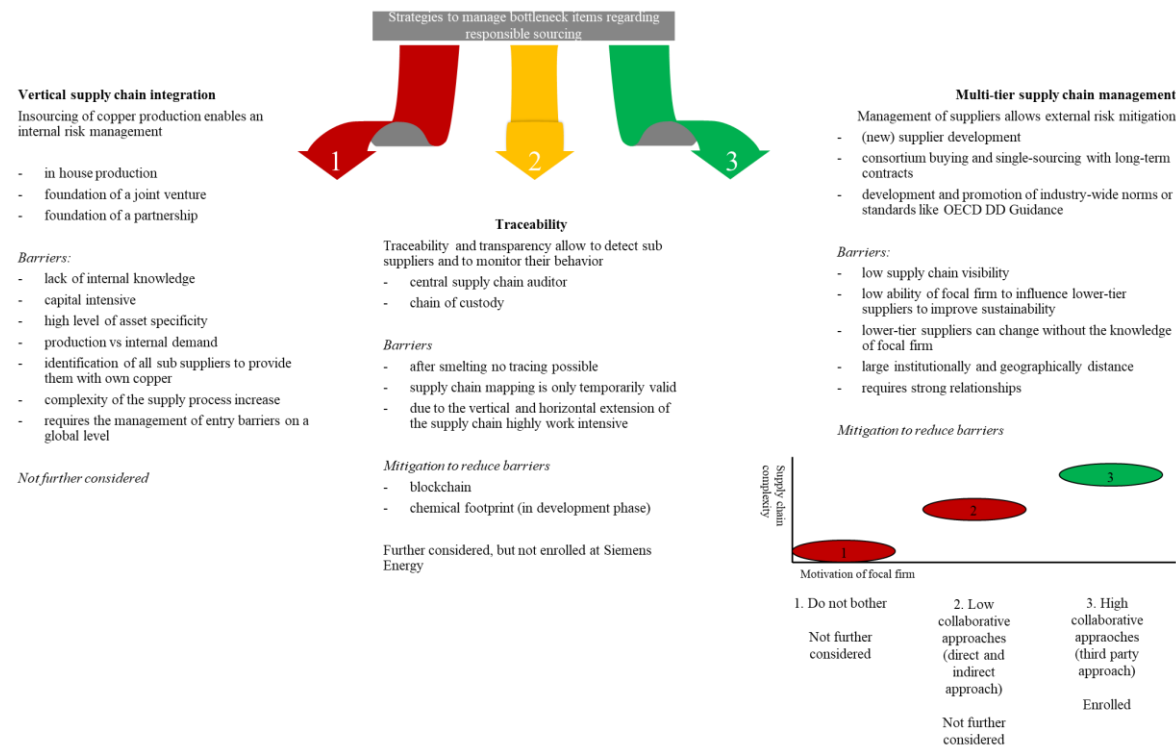 Strategies to manage bottleneck items regarding
responsible sourcing
1
2
3
Vertical supply chain integration
Insourcing of copper production enables an
internal risk management
- in house production
- foundation of a joint venture
- foundation of a partnership
Barriers:
- lack of internal knowledge
- capital intensive
- high level of asset specificity
- production vs internal demand
- identification of all sub suppliers to provide
them with own copper
- complexity of the supply process increase
- requires the management of entry barriers on a
global level
Not further considered
Traceability
Traceability and transparency allow to detect sub
suppliers and to monitor their behavior
- central supply chain auditor
- chain of custody
Barriers
- after smelting no tracing possible
- supply chain mapping is only temporarily valid
- due to the vertical and horizontal extension of
the supply chain highly work intensive
Mitigation to reduce barriers
- blockchain
- chemical footprint (in development phase)
Further considered, but not enrolled at Siemens
Energy
Multi-tier supply chain management
Management of suppliers allows external risk mitigation
- (new) supplier development
- consortium buying and single-sourcing with long-term
contracts
- development and promotion of industry-wide norms or
standards like OECD DD Guidance
Barriers:
- low supply chain visibility
- low ability of focal firm to influence lower-tier
suppliers to improve sustainability
- lower-tier suppliers can change without the knowledge
of focal firm
- large institutionally and geographically distance
- requires strong relationships
Mitigation to reduce barriers
Supply chain
complexity
1
2
3
Motivation of focal firm
1. Do not bother
Not further
considered
2. Low
collaborative
approaches
(direct and
indirect
approach)
Not further
considered
3. High
collaborative
appraoches
(third party
approach)
Enrolled